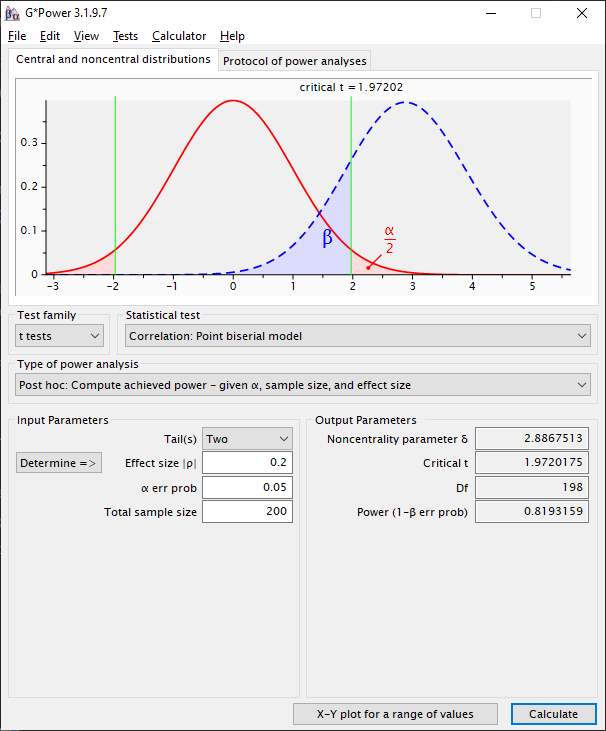 G*Power 3.1.9.7
File Edit View Tests Calculator Help
Central and noncentral distributions Protocol of power analyses
critical t = 1.97202
0.3
0.2
0.1
0
β
α
2
-3 -2 -1 0 1 2 3 4 5
Test family
t tests
Statistical test
Correlation: Point biserial model
Type of power analysis
Post hoc: Compute achieved power - given α, sample size, and effect size
Input Parameters
Tail(s) Two
Determine => Effect size |ρ| 0.2
α err prob 0.05
Total sample size 200
Output Parameters
Noncentrality parameter δ 2.8867513
Critical t 1.9720175
Df 198
Power (1-β err prob) 0.8193159
X-Y plot for a range of values Calculate